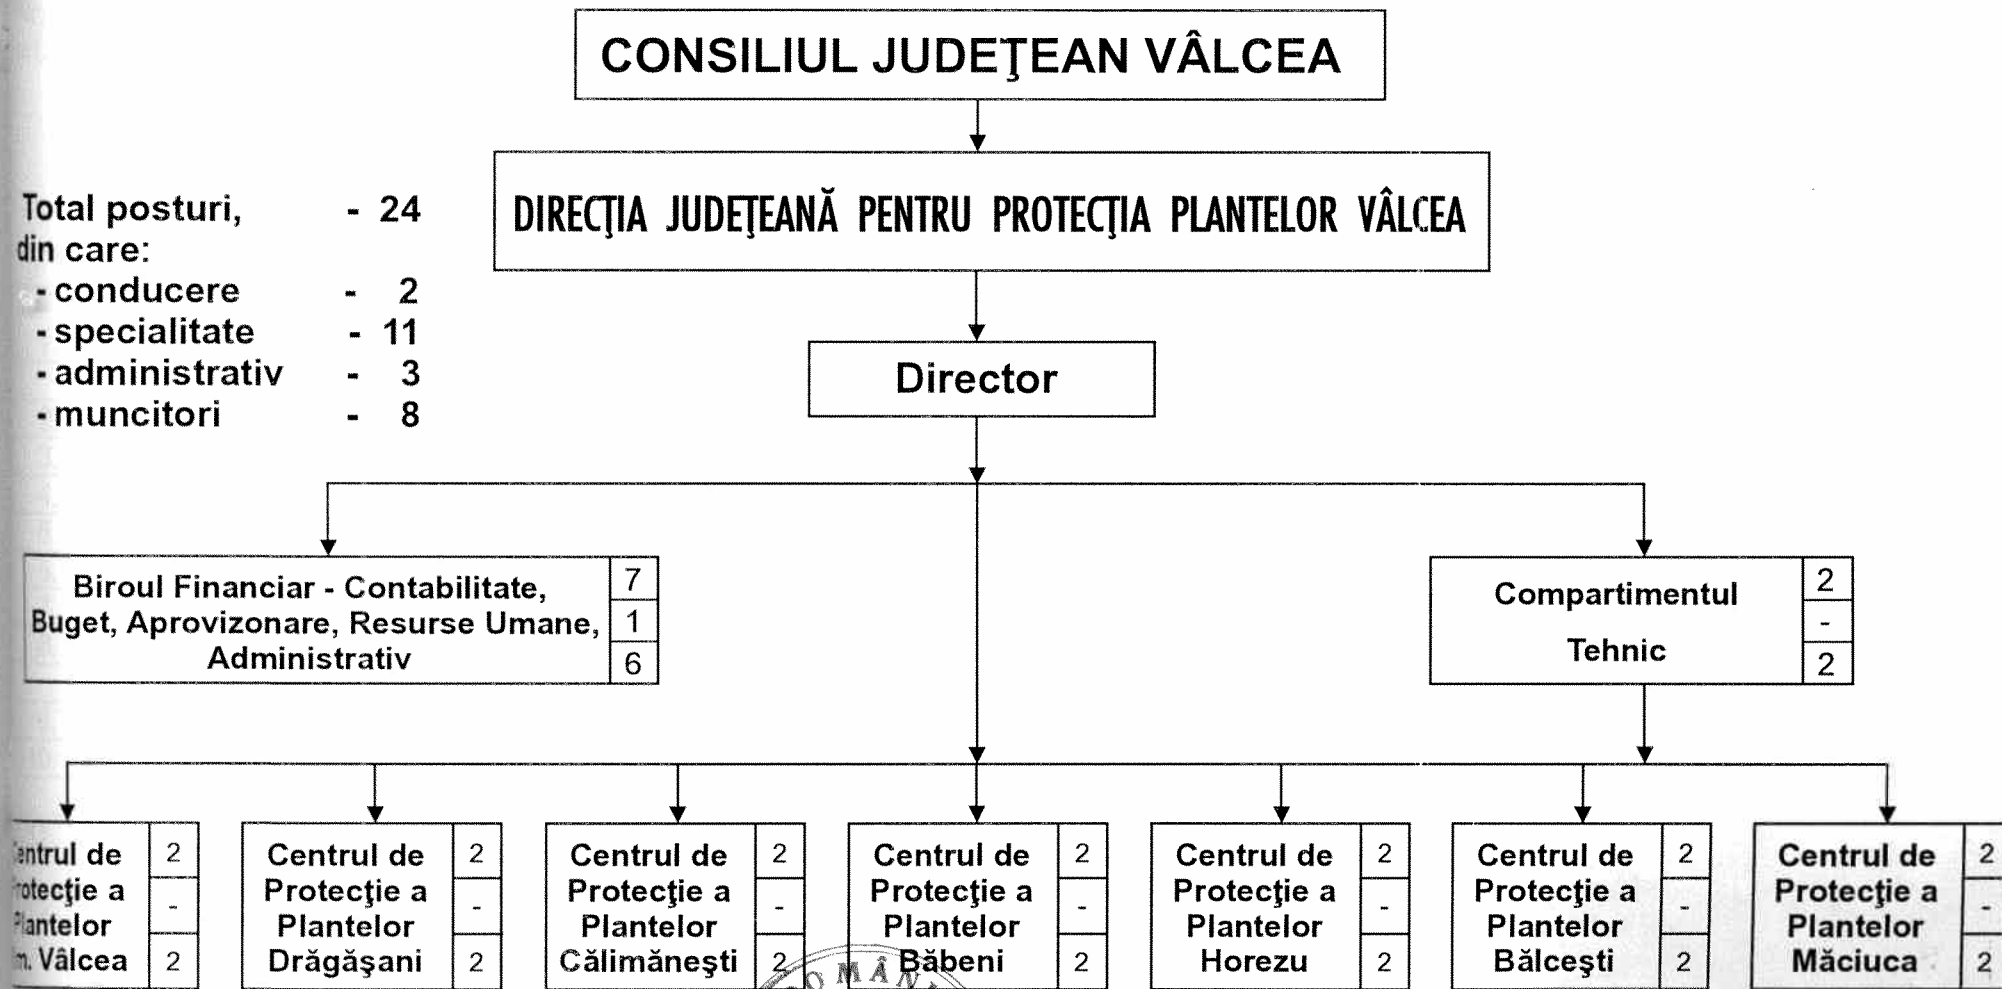 CONSILIUL JUDEŢEAN VÂLCEA
DIRECŢIA JUDEŢEANĂ PENTRU PROTECŢIA PLANTELOR VÂLCEA
Total posturi, - 24
din care:
- conducere - 2
- specialitate - 11
- administrativ - 3
- muncitori - 8
Director
Biroul Financiar - Contabilitate,
Buget, Aprovizonare, Resurse Umane,
Administrativ
7
1
6
Compartimentul
Tehnic
2
-
2
de
a
Vâlcea
2
-
2
Centrul de
Protecţie a
Plantelor
Drăgăşani
2
-
2
Centrul de
Protecţie a
Plantelor
Călimăneşti
2
-
2
Centrul de
Protecţie a
Plantelor
Băbeni
2
-
2
Centrul de
Protecţie a
Plantelor
Horezu
2
-
2
Centrul de
Protecţie a
Plantelor
Bălceşti
2
-
2
Centrul de
Protecţie a
Plantelor
Măciuca
2
-
2